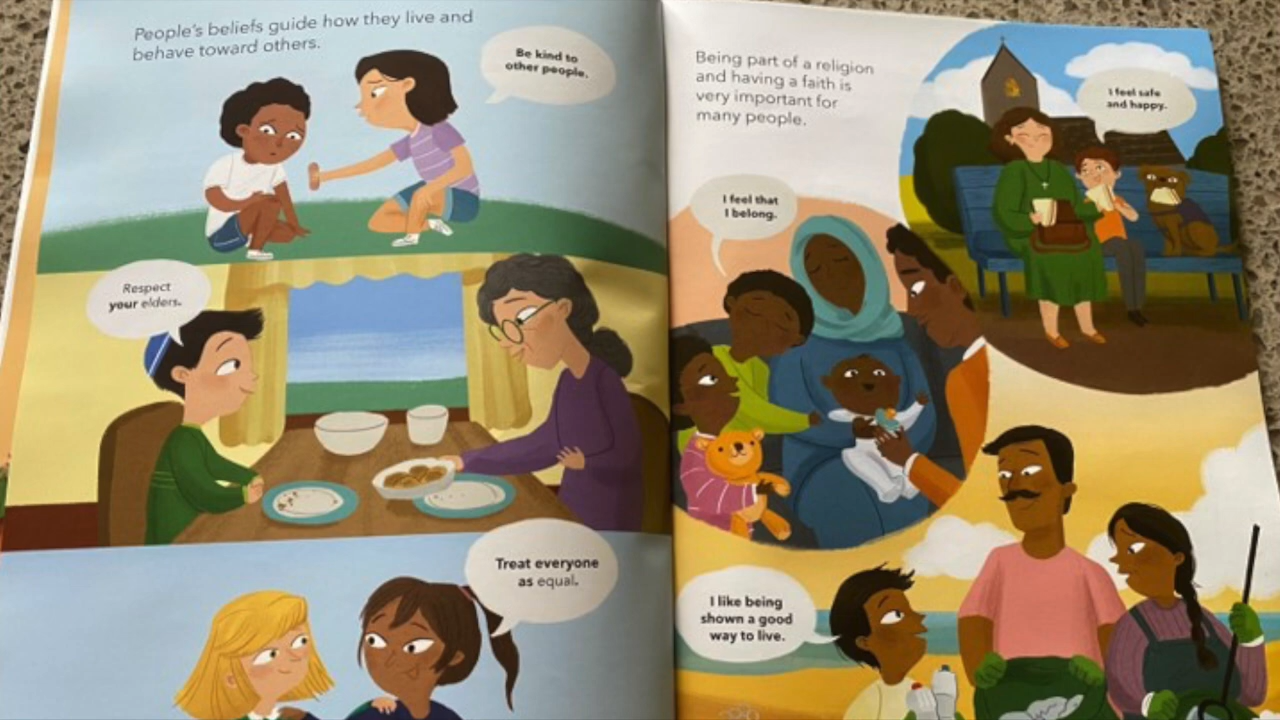 People's beliefs guide how they live and
behave toward others.
Be kind to
other people.
Respect
your elders.
Treat everyone
as equal.
Being part of a religion
and having a faith is
very important for
many people.
I feel safe
and happy.
I feel that
I belong.
I like being
shown a good
way to live.